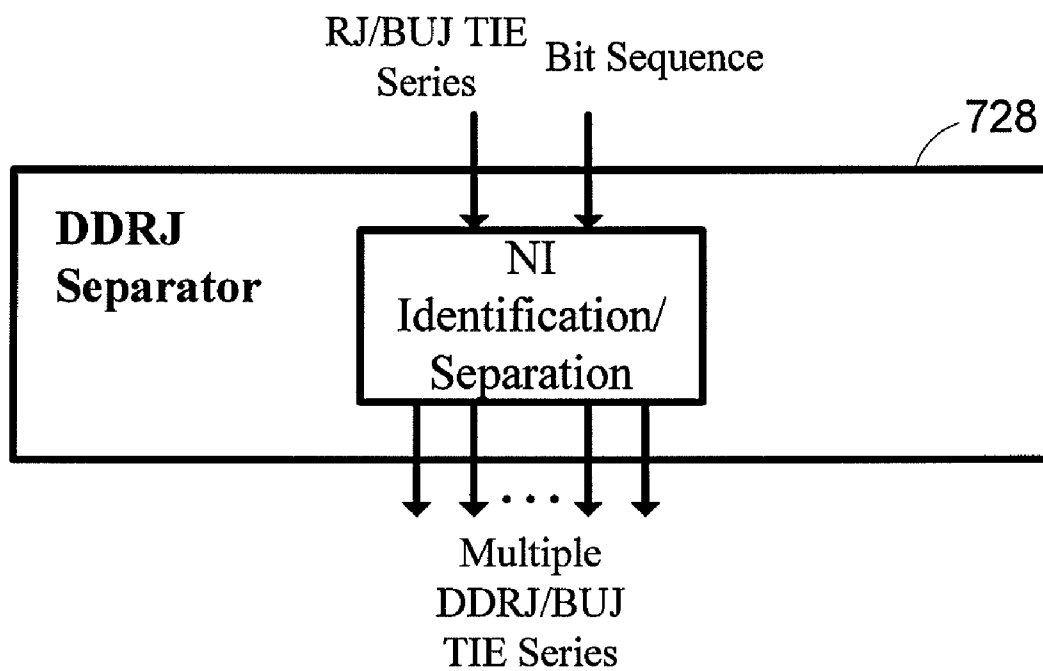 RJ/BUJ TIE
Series
Bit Sequence
728
DDRJ
Separator
NI
Identification/
Separation
...
Multiple
DDRJ/BUJ
TIE Series